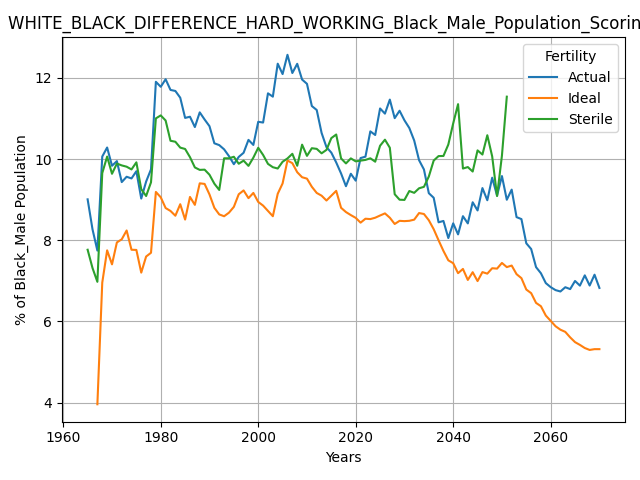 WHITE_BLACK_DIFFERENCE_HARD_WORKING_Black_Male_Population_Scorin
Fertility
Actual
Ideal
Sterile
% of Black_Male Population
12
10
8
6
4
1960 1980 2000 2020 2040 2060
Years